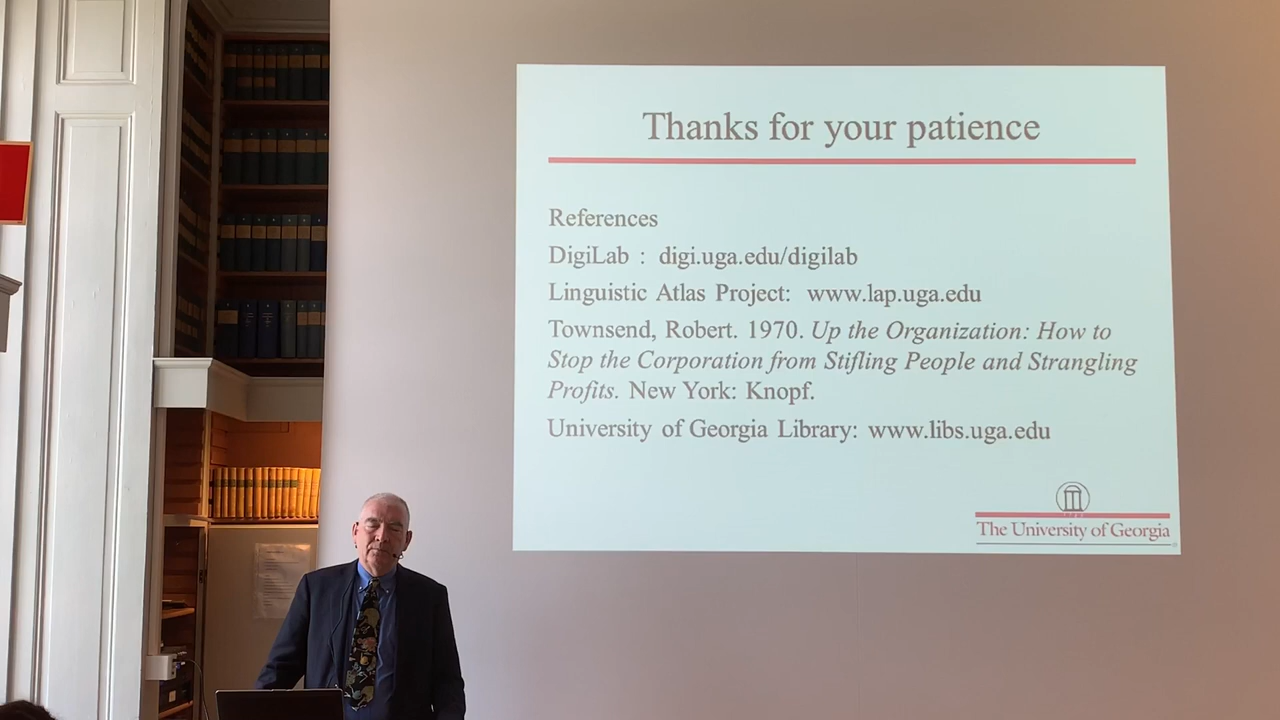 Thanks for your patience
References
DigiLab : digi.uga.edu/digilab
Linguistic Atlas Project: www.lap.uga.edu
Townsend, Robert. 1970. Up the Organization: How to
Stop the Corporation from Stifling People and Strangling
Profits. New York: Knopf.
University of Georgia Library: www.libs.uga.edu
The University of Georgia